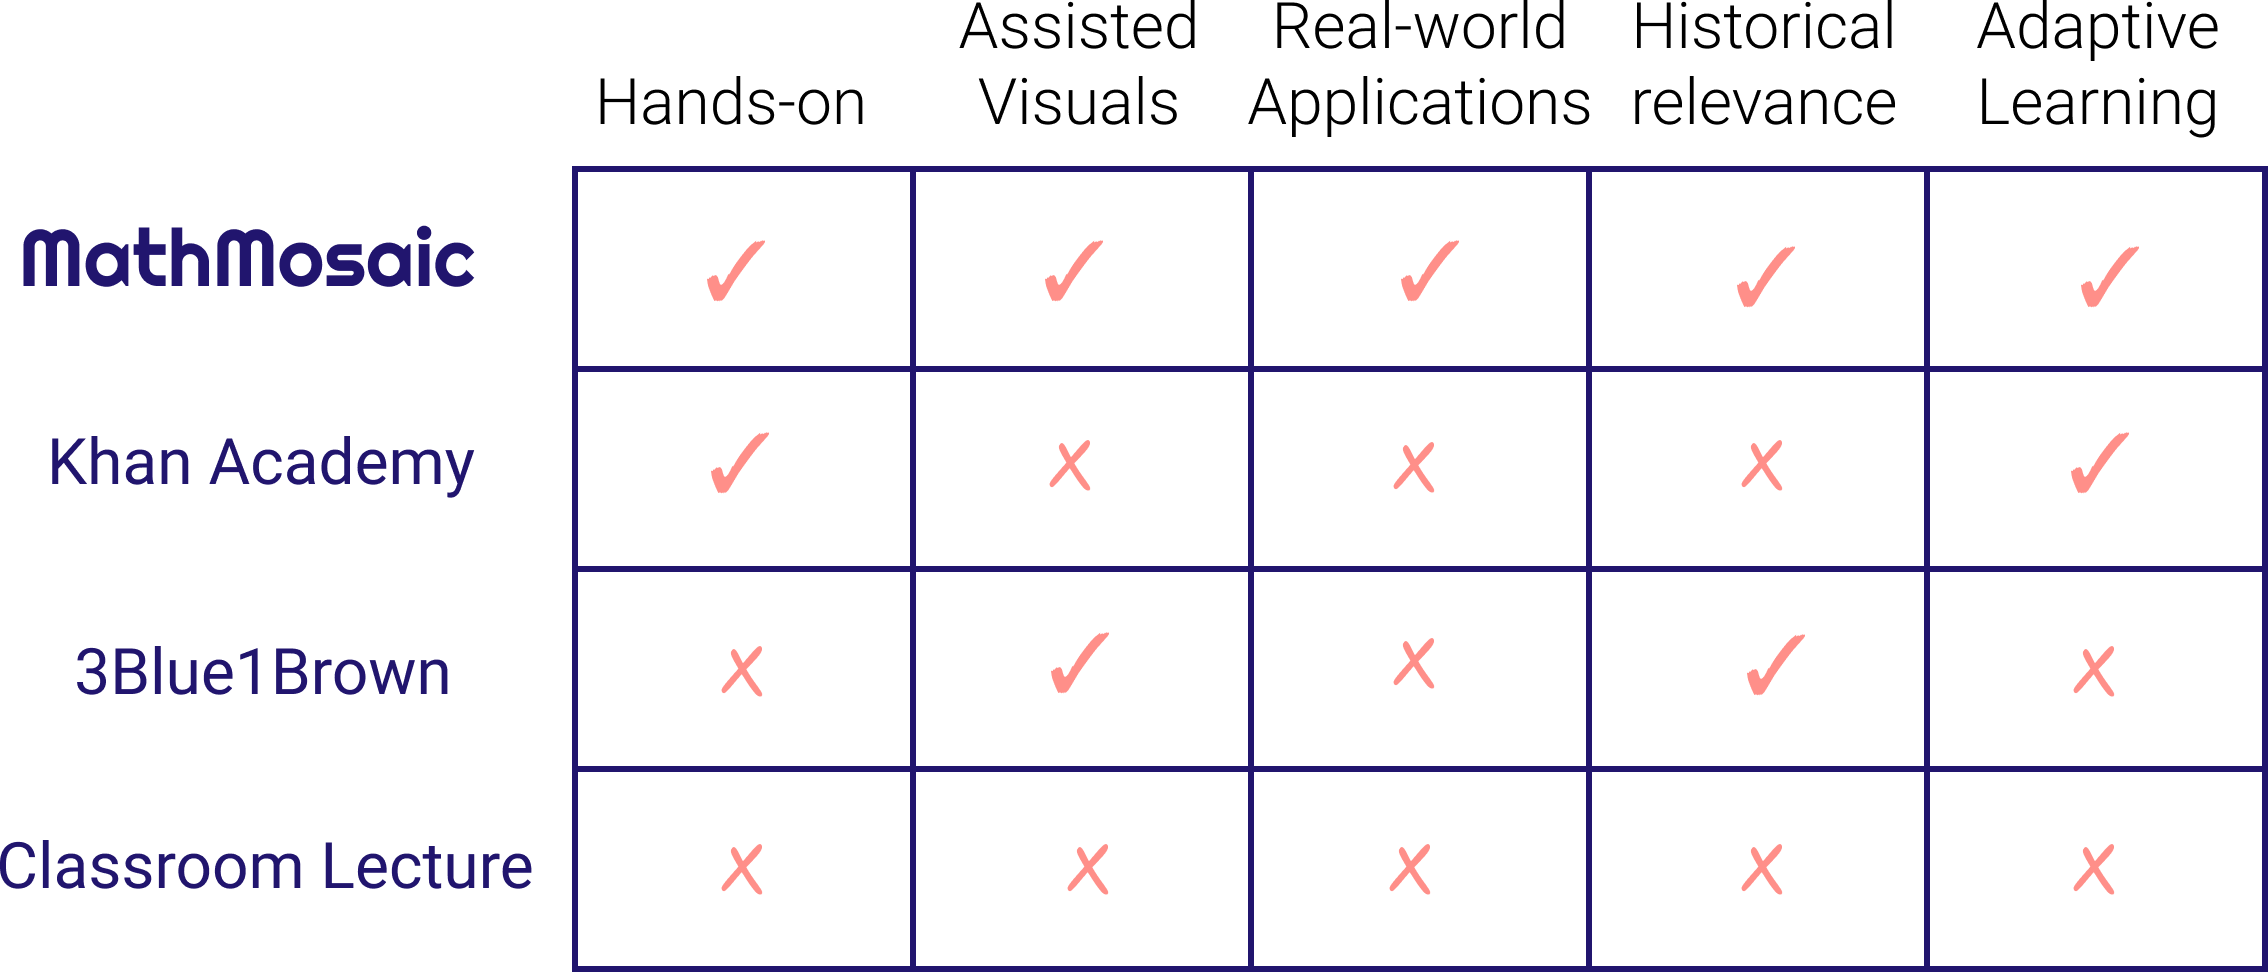 Hands-on
Assisted
Visuals
Real-world
Applications
Historical
relevance
Adaptive
Learning
MathMosaic ✓ ✓ ✓ ✓ ✓
Khan Academy ✓ ✗ ✗ ✗ ✓
3Blue1Brown ✗ ✓ ✗ ✓ ✗
Classroom Lecture ✗ ✗ ✗ ✗ ✗